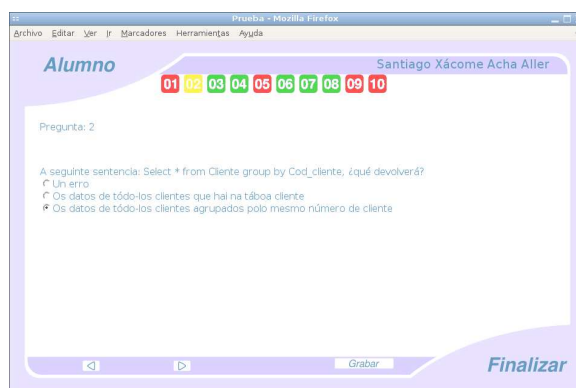 Prueba - Mozilla Firefox
Archivo Editar Ver Ir Marcadores Herramientas Ayuda
Alumno
Santiago Xácome Acha Aller
01 02 03 04 05 06 07 08 09 10
Pregunta: 2
A seguinte sentencia: Select * from Cliente group by Cod_cliente, ¿qué devolverá?
Un erro
Os datos de tódo-los clientes que hai na táboa cliente
Os datos de tódo-los clientes agrupados polo mesmo número de cliente
Grabar
Finalizar